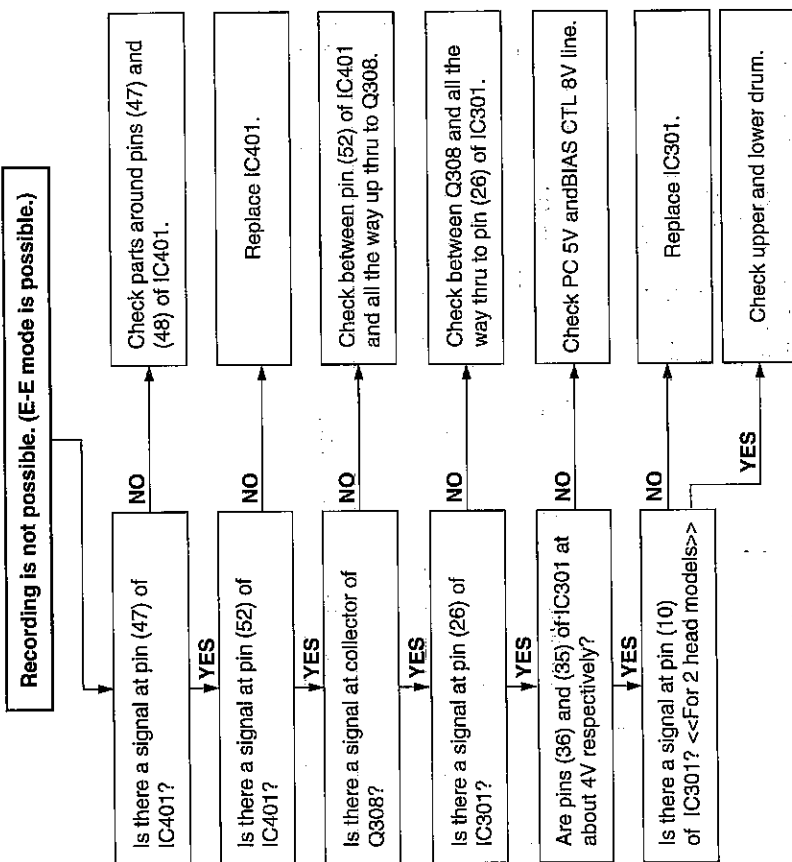 Recording is not possible. (E-E mode is possible.)
Is there a signal at pin (47) of
IC401?
NO
Check parts around pins (47) and
(48) of IC401.
YES
Is there a signal at pin (52) of
IC401?
NO
Replace IC401.
YES
Is there a signal at collector of
Q308?
NO
Check between pin (52) of IC401
and all the way up thru to Q308.
YES
Is there a signal at pin (26) of
IC301?
NO
Check between Q308 and all the
way thru to pin (26) of IC301.
YES
Are pins (36) and (35) of IC301 at
about 4V respectively?
NO
Check PC 5V andBIAS CTL 8V line.
YES
Is there a signal at pin (10)
of IC301? <<For 2 head models>>
NO
Replace IC301.
YES
Check upper and lower drum.